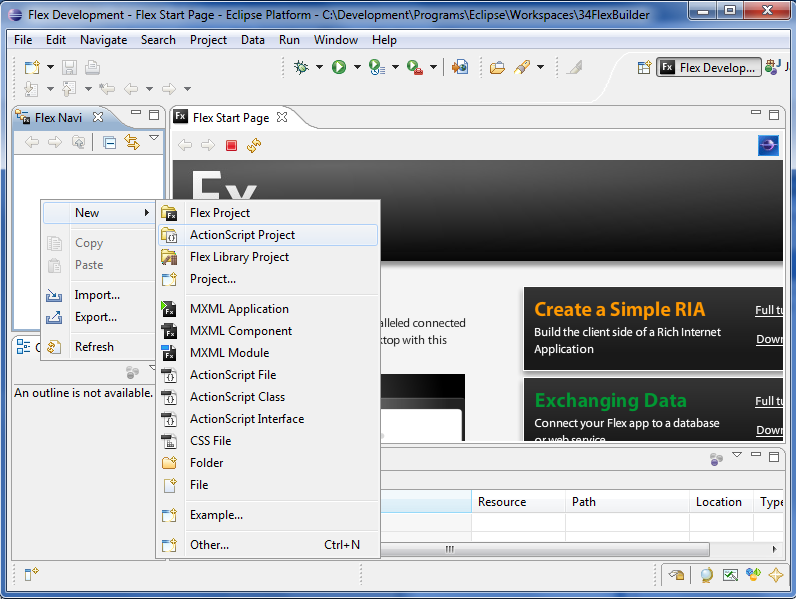 Flex Development - Flex Start Page - Eclipse Platform - C:\Development\Programs\Eclipse\Workspaces\34FlexBuilder
File Edit Navigate Search Project Data Run Window Help
Fx Flex Develop...
Flex Navi
Fx Flex Start Page
Fx
New
Copy
Paste
Import...
Export...
Refresh
An outline is not available.
Flex Project
ActionScript Project
Flex Library Project
Project...
MXML Application
MXML Component
MXML Module
ActionScript File
ActionScript Class
ActionScript Interface
CSS File
Folder
File
Example...
Other... Ctrl+N
alleled connected
ktop with this
Create a Simple RIA
Build the client side of a Rich Internet
Application
Full tu
Down
Exchanging Data
Connect your Flex app to a database
or web service
Full tu
Down
Resource Path Location Type